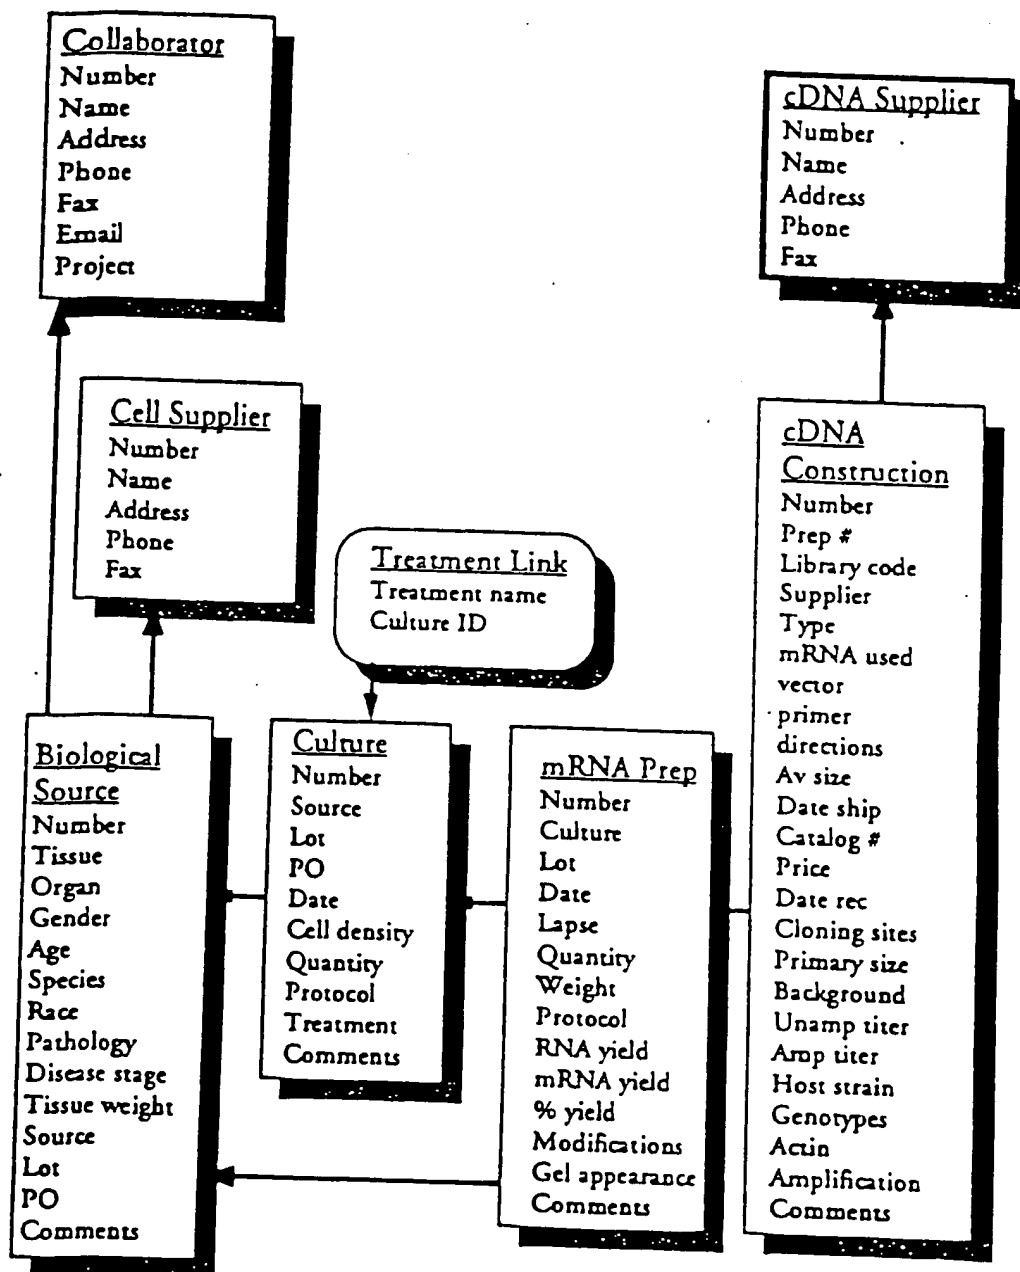 Collaborator
Number
Name
Address
Phone
Fax
Email
Project
cDNA Supplier
Number
Name
Address
Phone
Fax
Cell Supplier
Number
Name
Address
Phone
Fax
Treatment Link
Treatment name
Culture ID
Biological
Source
Number
Tissue
Organ
Gender
Age
Species
Race
Pathology
Disease stage
Tissue weight
Source
Lot
PO
Comments
Culture
Number
Source
Lot
PO
Date
Cell density
Quantity
Protocol
Treatment
Comments
mRNA Prep
Number
Culture
Lot
Date
Lapse
Quantity
Weight
Protocol
RNA yield
mRNA yield
% yield
Modifications
Gel appearance
Comments
cDNA
Construction
Number
Prep #
Library code
Supplier
Type
mRNA used
vector
primer
directions
Av size
Date ship
Catalog #
Price
Date rec
Cloning sites
Primary size
Background
Unamp titer
Amp titer
Host strain
Genotypes
Actin
Amplification
Comments